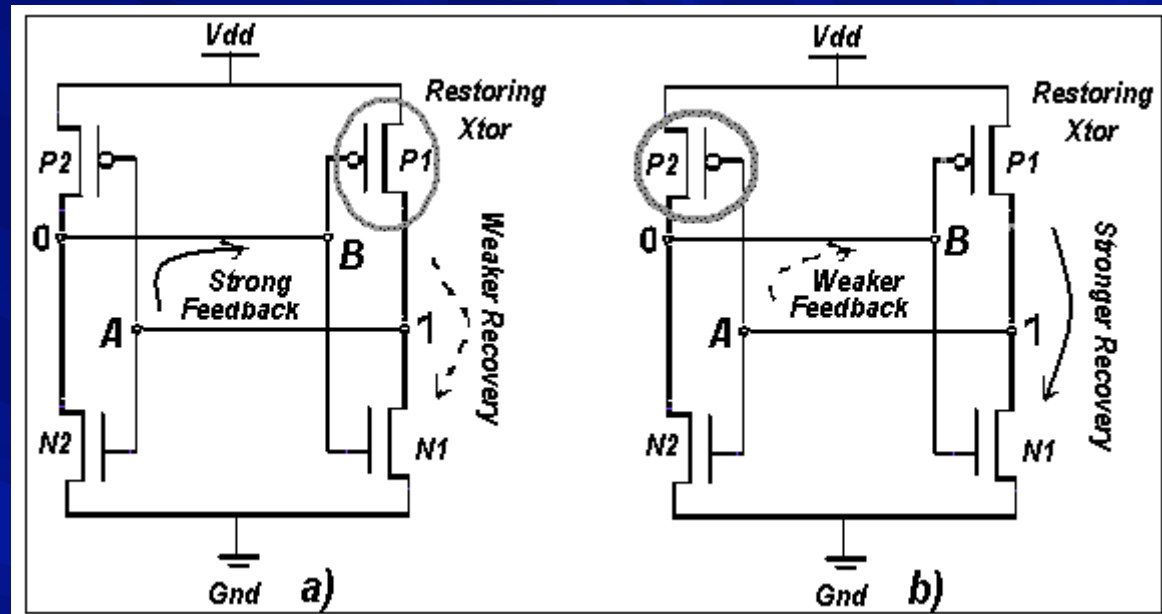 Vdd
Restoring
Xtor
P2
P1
0
B
Strong
Feedback
Weaker Recovery
A
1
N2
N1
Gnd
a)
Vdd
Restoring
Xtor
P2
P1
0
B
Weaker
Feedback
Stronger Recovery
A
1
N2
N1
Gnd
b)